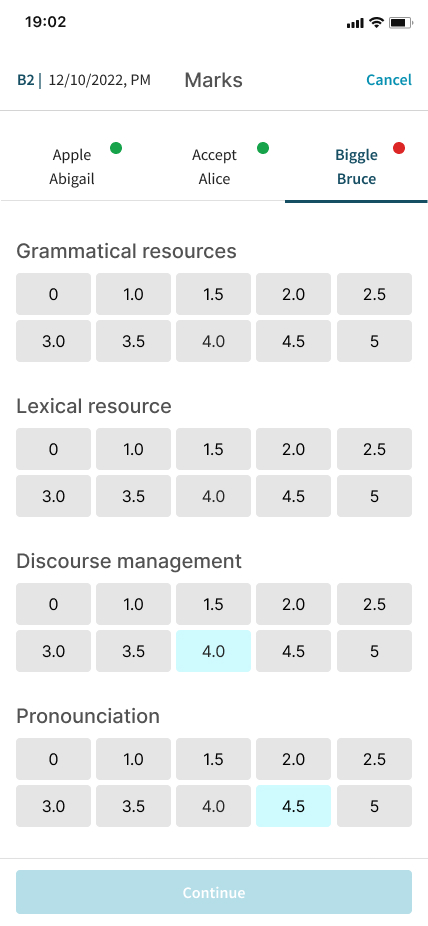 19:02
B2 | 12/10/2022, PM Marks Cancel
Apple Abigail
Accept Alice
Biggle Bruce
Grammatical resources
0 1.0 1.5 2.0 2.5
3.0 3.5 4.0 4.5 5
Lexical resource
0 1.0 1.5 2.0 2.5
3.0 3.5 4.0 4.5 5
Discourse management
0 1.0 1.5 2.0 2.5
3.0 3.5 4.0 4.5 5
Pronounciation
0 1.0 1.5 2.0 2.5
3.0 3.5 4.0 4.5 5
Continue